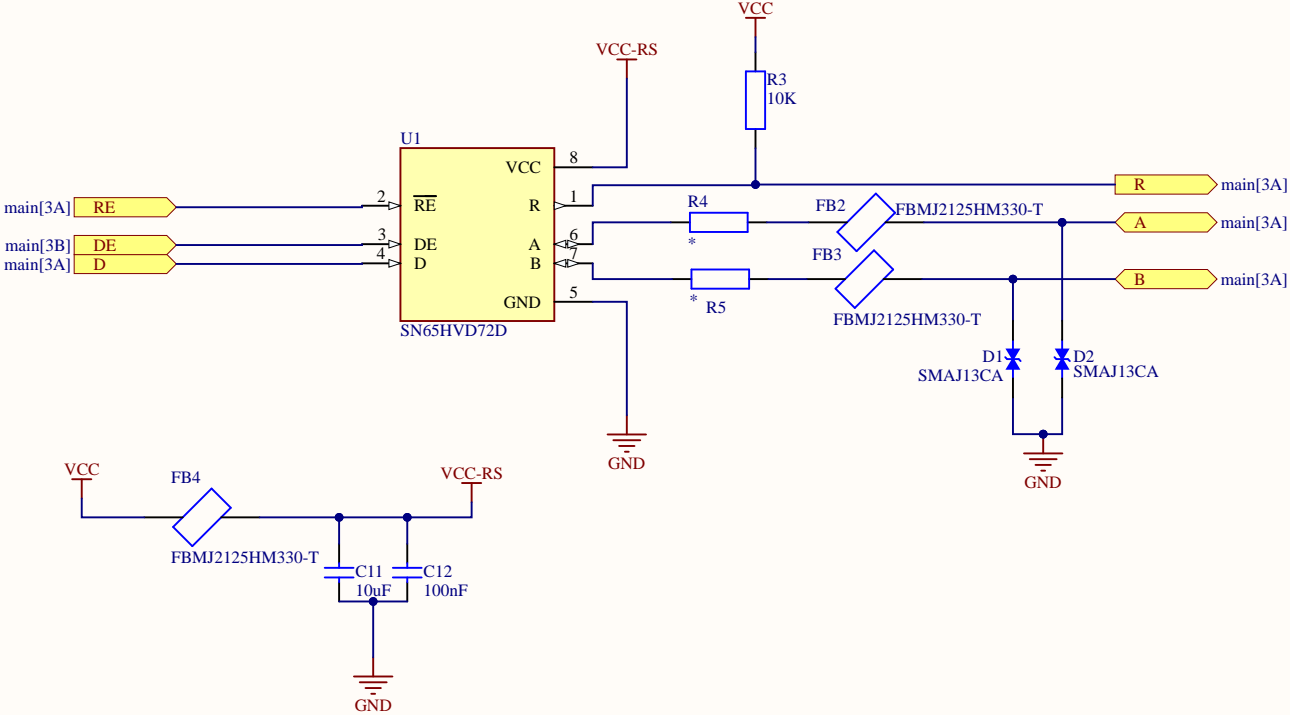 VCC
VCC-RS
R3
10K
U1
VCC 8
main[3A] RE 2 RE R 1 R main[3A]
R4 FB2 FBMJ2125HM330-T
main[3B] DE 3 DE A 6 * A main[3A]
main[3A] D 4 D B 7 FB3
* R5 B main[3A]
GND 5
FBMJ2125HM330-T
SN65HVD72D
D1 D2
SMAJ13CA SMAJ13CA
GND
GND
VCC FB4 VCC-RS
FBMJ2125HM330-T
C11 C12
10uF 100nF
GND